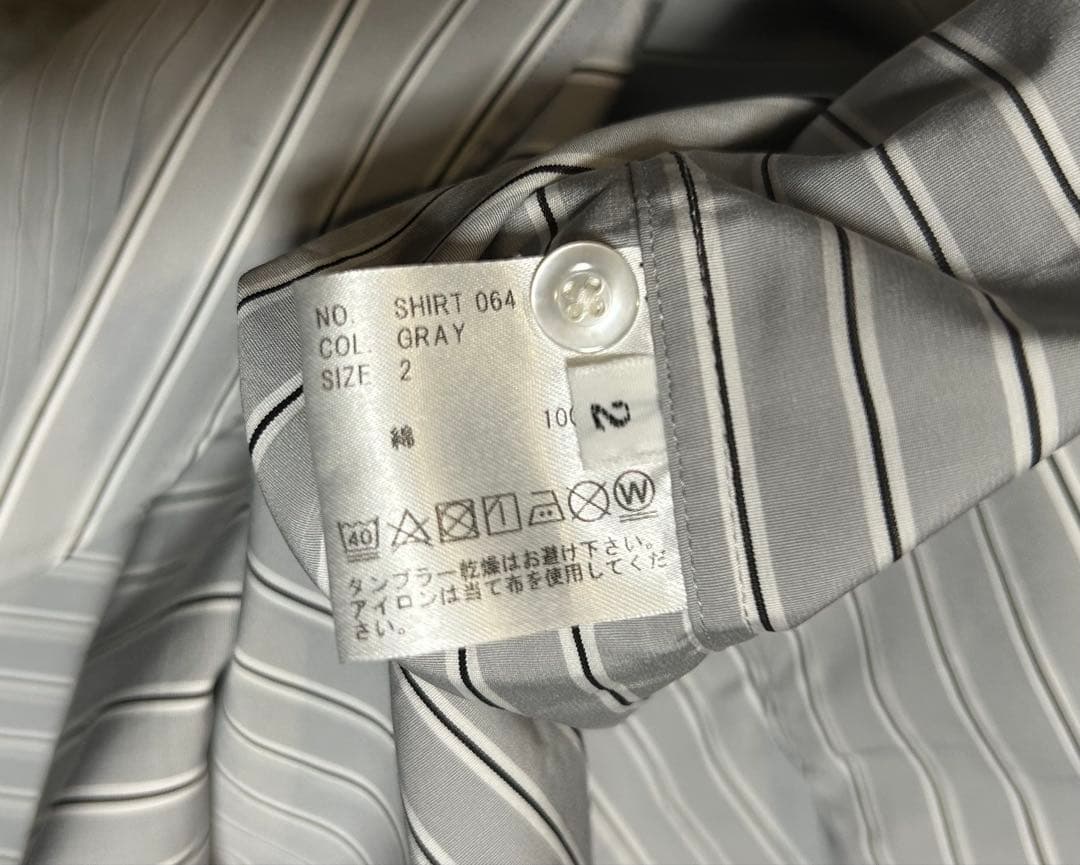 NO. SHIRT 064
COL. GRAY
SIZE 2
綿 10
2
40
W
タンブラー乾燥はお避け下さい。
アイロンは当て布を使用してくだ
さい。